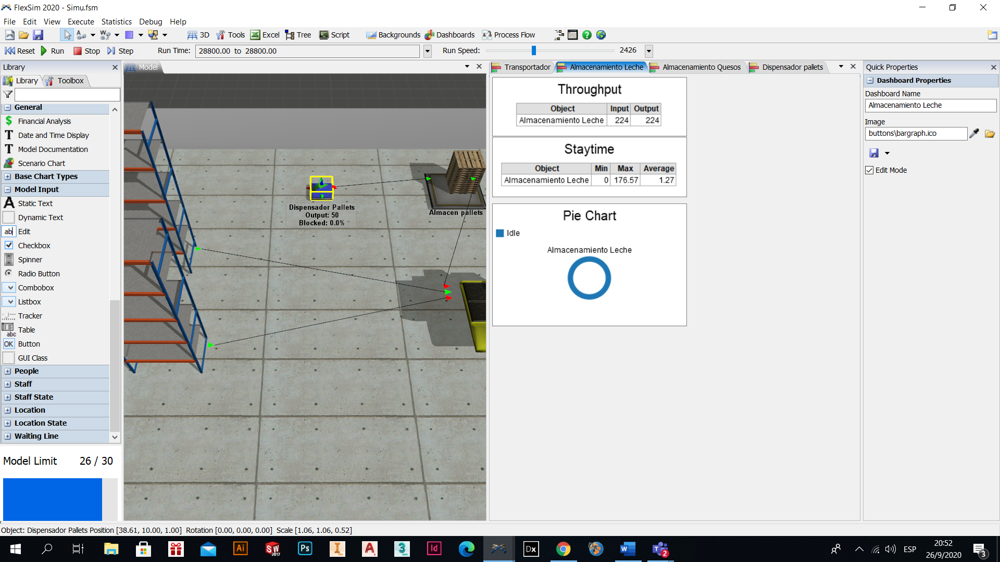 FlexSim 2020 - Simu.fsm
File Edit View Execute Statistics Debug Help
3D Tools Excel Tree Script Backgrounds Dashboards Process Flow
Reset Run Stop Step Run Time: 28800.00 to 28800.00 Run Speed: 2426
Library
Library Toolbox
General
Financial Analysis
Date and Time Display
Model Documentation
Scenario Chart
Base Chart Types
Model Input
Static Text
Dynamic Text
Edit
Checkbox
Spinner
Radio Button
Combobox
Listbox
Tracker
Table
Button
GUI Class
People
Staff
Staff State
Location
Location State
Waiting Line
Model Limit 26 / 30
Model
Dispensador Pallets
Output: 50
Blocked: 0.0%
Almacen pallets
Transportador Almacenamiento Leche Almacenamiento Quesos Dispensador pallets
Throughput
Object Input Output
Almacenamiento Leche 224 224
Staytime
Object Min Max Average
Almacenamiento Leche 0 176.57 1.27
Pie Chart
Idle
Almacenamiento Leche
Quick Properties
Dashboard Properties
Dashboard Name
Almacenamiento Leche
Image
buttons\bargraph.ico
Edit Mode
Object: Dispensador Pallets Position [38.61, 10.00, 1.00] Rotation [0.00, 0.00, 0.00] Scale [1.06, 1.06, 0.52]
Ai SW 2017 Ps I A 3 MAX Id Dx W T 2
ESP
20:52
26/9/2020
3